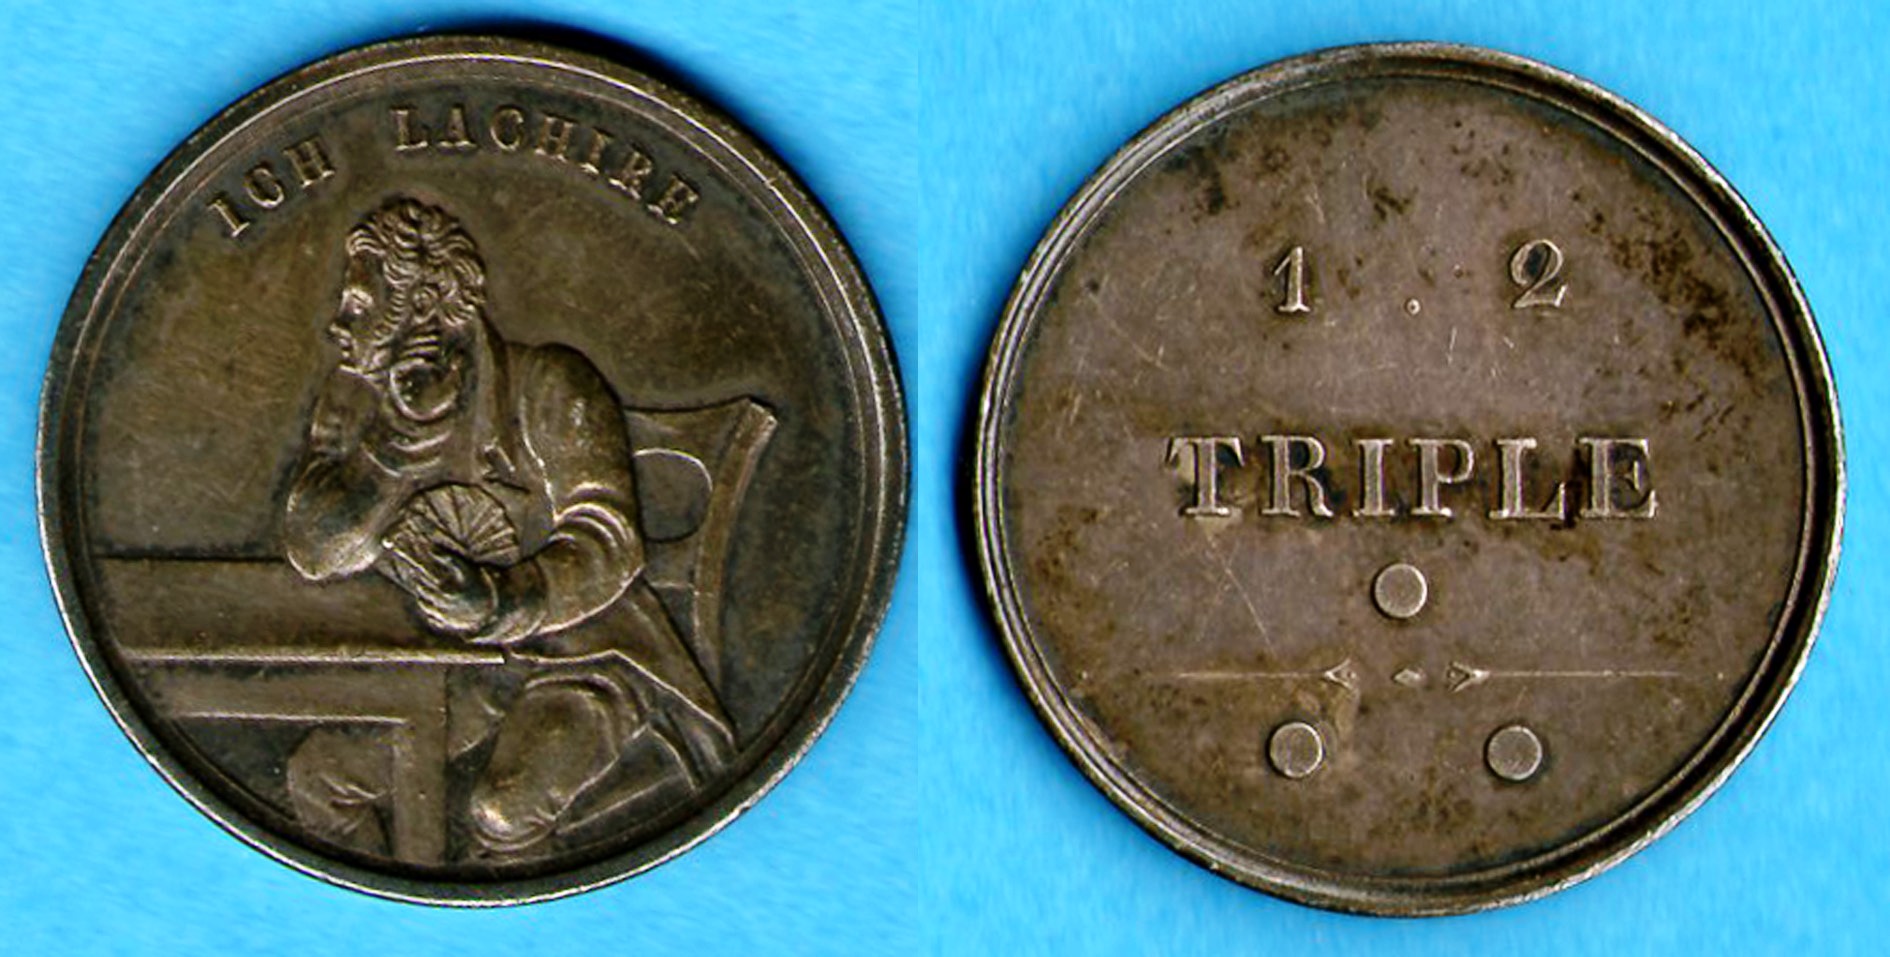 ICH LACHIRE
1 . 2
TRIPLE